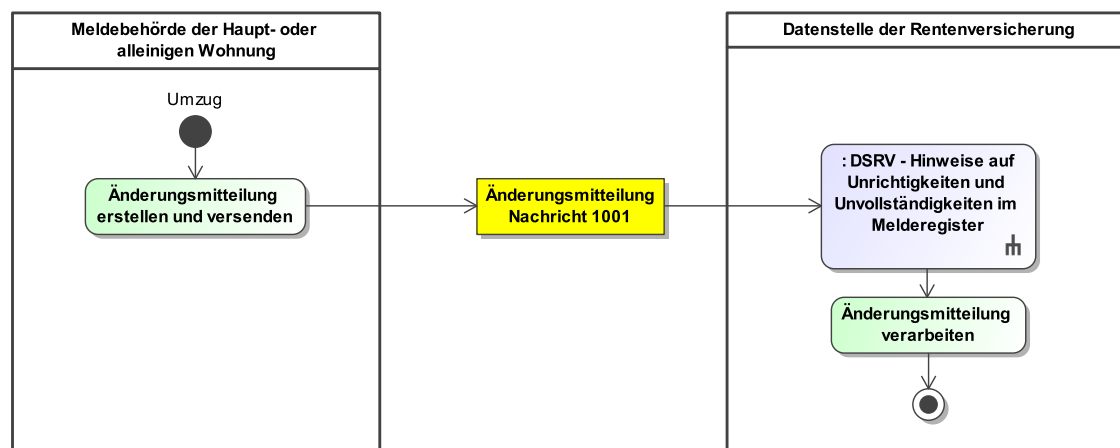 Meldebehörde der Haupt- oder
alleinigen Wohnung
Datenstelle der Rentenversicherung
Umzug
Änderungsmitteilung
erstellen und versenden
Änderungsmitteilung
Nachricht 1001
: DSRV - Hinweise auf
Unrichtigkeiten und
Unvollständigkeiten im
Melderegister
Änderungsmitteilung
verarbeiten